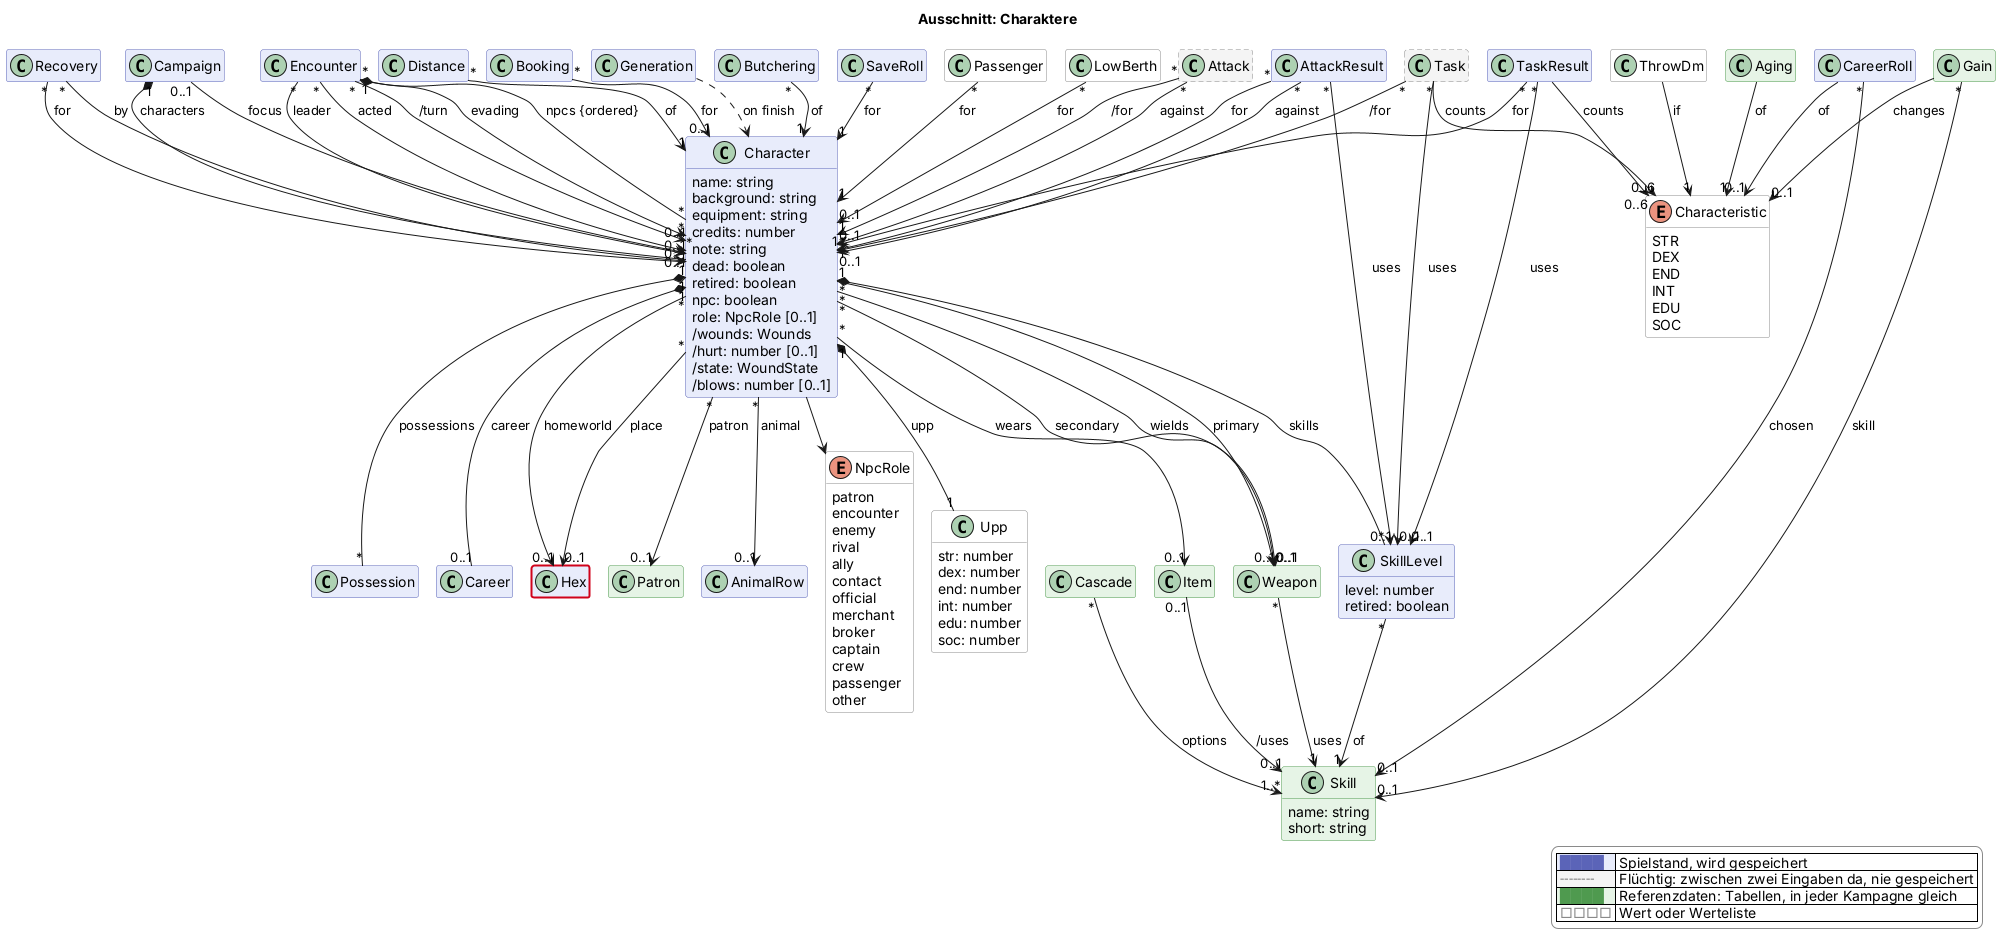 Ausschnitt: Charaktere
C Recovery
C Campaign
C Encounter
C Distance
C Booking
C Generation
C Butchering
C SaveRoll
C Passenger
C LowBerth
C Attack
C AttackResult
C Task
C TaskResult
C ThrowDm
C Aging
C CareerRoll
C Gain
for
by
characters
focus
leader
acted
/turn
evading
npcs {ordered}
of
for
on finish
of
for
for
for
/for
against
for
against
/for
counts
for
counts
if
of
of
changes
C Character
name: string
background: string
equipment: string
credits: number
note: string
dead: boolean
retired: boolean
npc: boolean
role: NpcRole [0..1]
/wounds: Wounds
/hurt: number [0..1]
/state: WoundState
/blows: number [0..1]
E Characteristic
STR
DEX
END
INT
EDU
SOC
uses
uses
uses
possessions
career
homeworld
place
patron
animal
upp
wears
secondary
wields
primary
skills
chosen
skill
E NpcRole
patron
encounter
enemy
rival
ally
contact
official
merchant
broker
captain
crew
passenger
other
C Upp
str: number
dex: number
end: number
int: number
edu: number
soc: number
C Possession
C Career
C Hex
C Patron
C AnimalRow
C Cascade
C Item
C Weapon
C SkillLevel
level: number
retired: boolean
options
/uses
uses
of
C Skill
name: string
short: string
Spielstand, wird gespeichert
Flüchtig: zwischen zwei Eingaben da, nie gespeichert
Referenzdaten: Tabellen, in jeder Kampagne gleich
Wert oder Werteliste